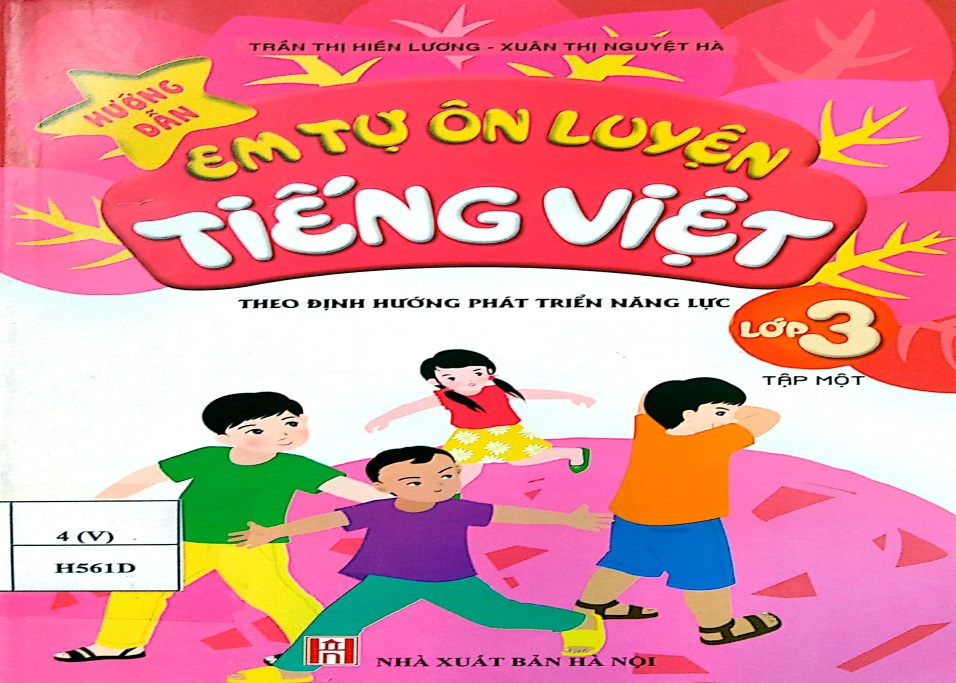 TRẦN THỊ HIỀN LƯƠNG - XUÂN THỊ NGUYỆT HÀ
HƯỚNG
DẪN
EM TỰ ÔN LUYỆN
TIẾNG VIỆT
THEO ĐỊNH HƯỚNG PHÁT TRIỂN NĂNG LỰC
LỚP 3
TẬP MỘT
4 (V)
H561D
NHÀ XUẤT BẢN HÀ NỘI